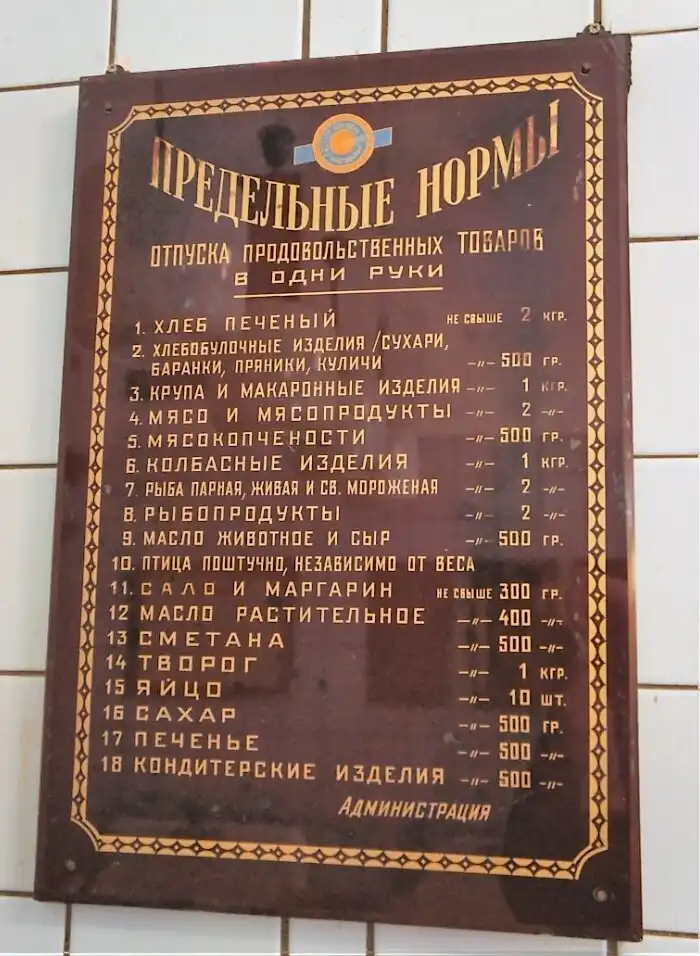 ПРЕДЕЛЬНЫЕ НОРМЫ
ОТПУСКА ПРОДОВОЛЬСТВЕННЫХ ТОВАРОВ
В ОДНИ РУКИ
1. ХЛЕБ ПЕЧЕНЫЙ НЕ СВЫШЕ 2 КГР.
2. ХЛЕБОБУЛОЧНЫЕ ИЗДЕЛИЯ /СУХАРИ,
БАРАНКИ, ПРЯНИКИ, КУЛИЧИ –〃– 500 ГР.
3. КРУПА И МАКАРОННЫЕ ИЗДЕЛИЯ –〃– 1 КГР.
4. МЯСО И МЯСОПРОДУКТЫ –〃– 2 –〃–
5. МЯСОКОПЧЕНОСТИ –〃– 500 ГР.
6. КОЛБАСНЫЕ ИЗДЕЛИЯ –〃– 1 КГР.
7. РЫБА ПАРНАЯ, ЖИВАЯ И СВ. МОРОЖЕНАЯ –〃– 2 –〃–
8. РЫБОПРОДУКТЫ –〃– 2 –〃–
9. МАСЛО ЖИВОТНОЕ И СЫР –〃– 500 ГР.
10. ПТИЦА ПОШТУЧНО, НЕЗАВИСИМО ОТ ВЕСА
11. САЛО И МАРГАРИН НЕ СВЫШЕ 300 ГР.
12 МАСЛО РАСТИТЕЛЬНОЕ –〃– 400 –〃–
13 СМЕТАНА –〃– 500 –〃–
14 ТВОРОГ –〃– 1 КГР.
15 ЯЙЦО –〃– 10 ШТ.
16 САХАР –〃– 500 ГР.
17 ПЕЧЕНЬЕ –〃– 500 –〃–
18 КОНДИТЕРСКИЕ ИЗДЕЛИЯ –〃– 500 –〃–
АДМИНИСТРАЦИЯ